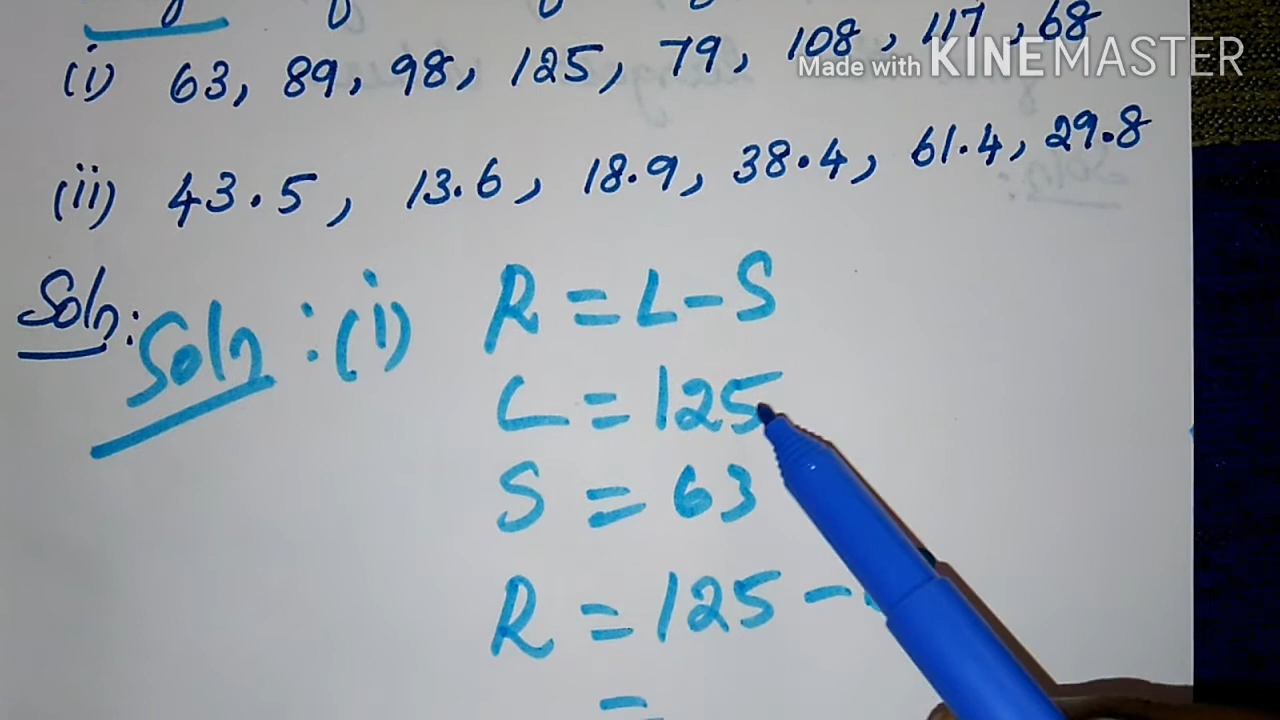 (i) 63, 89, 98, 125, 79, 108, 117, 68
Made with KINEMASTER
(ii) 43.5, 13.6, 18.9, 38.4, 61.4, 29.8
Soln:
Soln: (i) R = L - S
L = 125
S = 63
R = 125 -
=